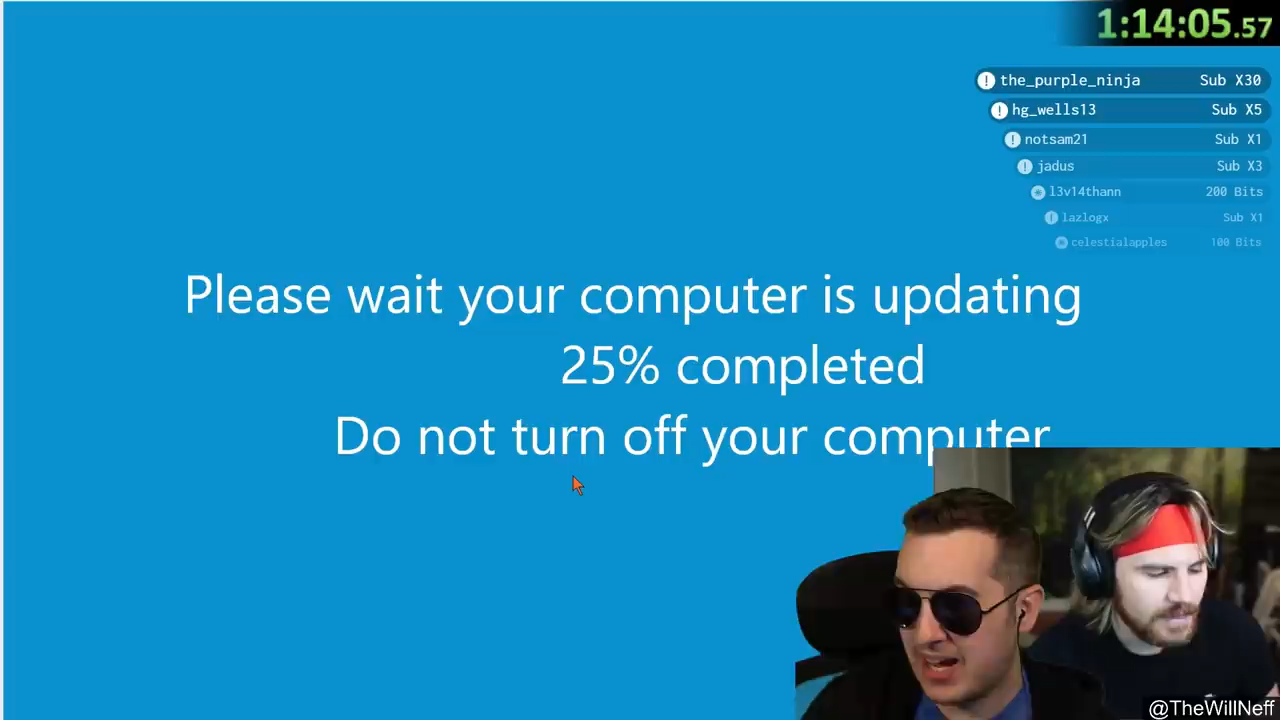 1:14:05.57
the_purple_ninja Sub X30
hg_wells13 Sub X5
notsam21 Sub X1
jadus Sub X3
l3v14thann 200 Bits
lazlogx Sub X1
celestialapples 100 Bits
Please wait your computer is updating
25% completed
Do not turn off your computer
@TheWillNeff